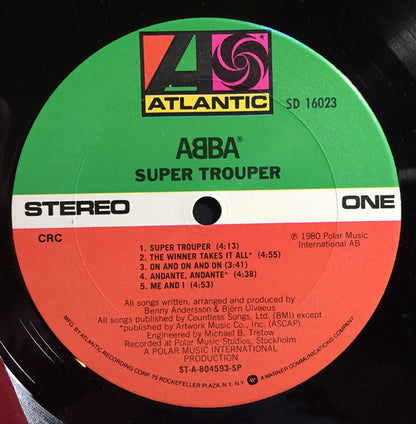 ATLANTIC
SD 16023
ABBA®
SUPER TROUPER
STEREO
ONE
CRC
℗ 1980 Polar Music
International AB
1. SUPER TROUPER (4:13)
2. THE WINNER TAKES IT ALL* (4:55)
3. ON AND ON AND ON (3:41)
4. ANDANTE, ANDANTE* (4:38)
5. ME AND I (4:53)
All songs written, arranged and produced by
Benny Andersson & Björn Ulvaeus
All songs published by Countless Songs, Ltd. (BMI) except
*published by Artwork Music Co., Inc. (ASCAP)
Engineered by Michael B. Tretow
Recorded at Polar Music Studios, Stockholm
A POLAR MUSIC INTERNATIONAL
PRODUCTION
ST-A-804593-SP
MFG. BY ATLANTIC RECORDING CORP. 75 ROCKEFELLER PLAZA, N.Y. N.Y. W A WARNER COMMUNICATIONS COMPANY